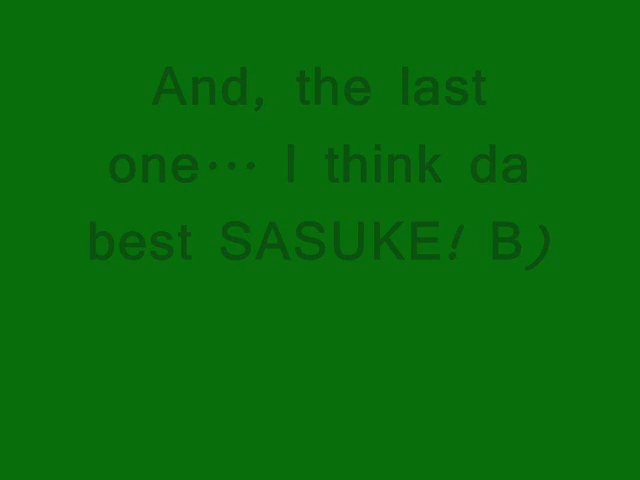 And, the last
one… I think da
best SASUKE! B)